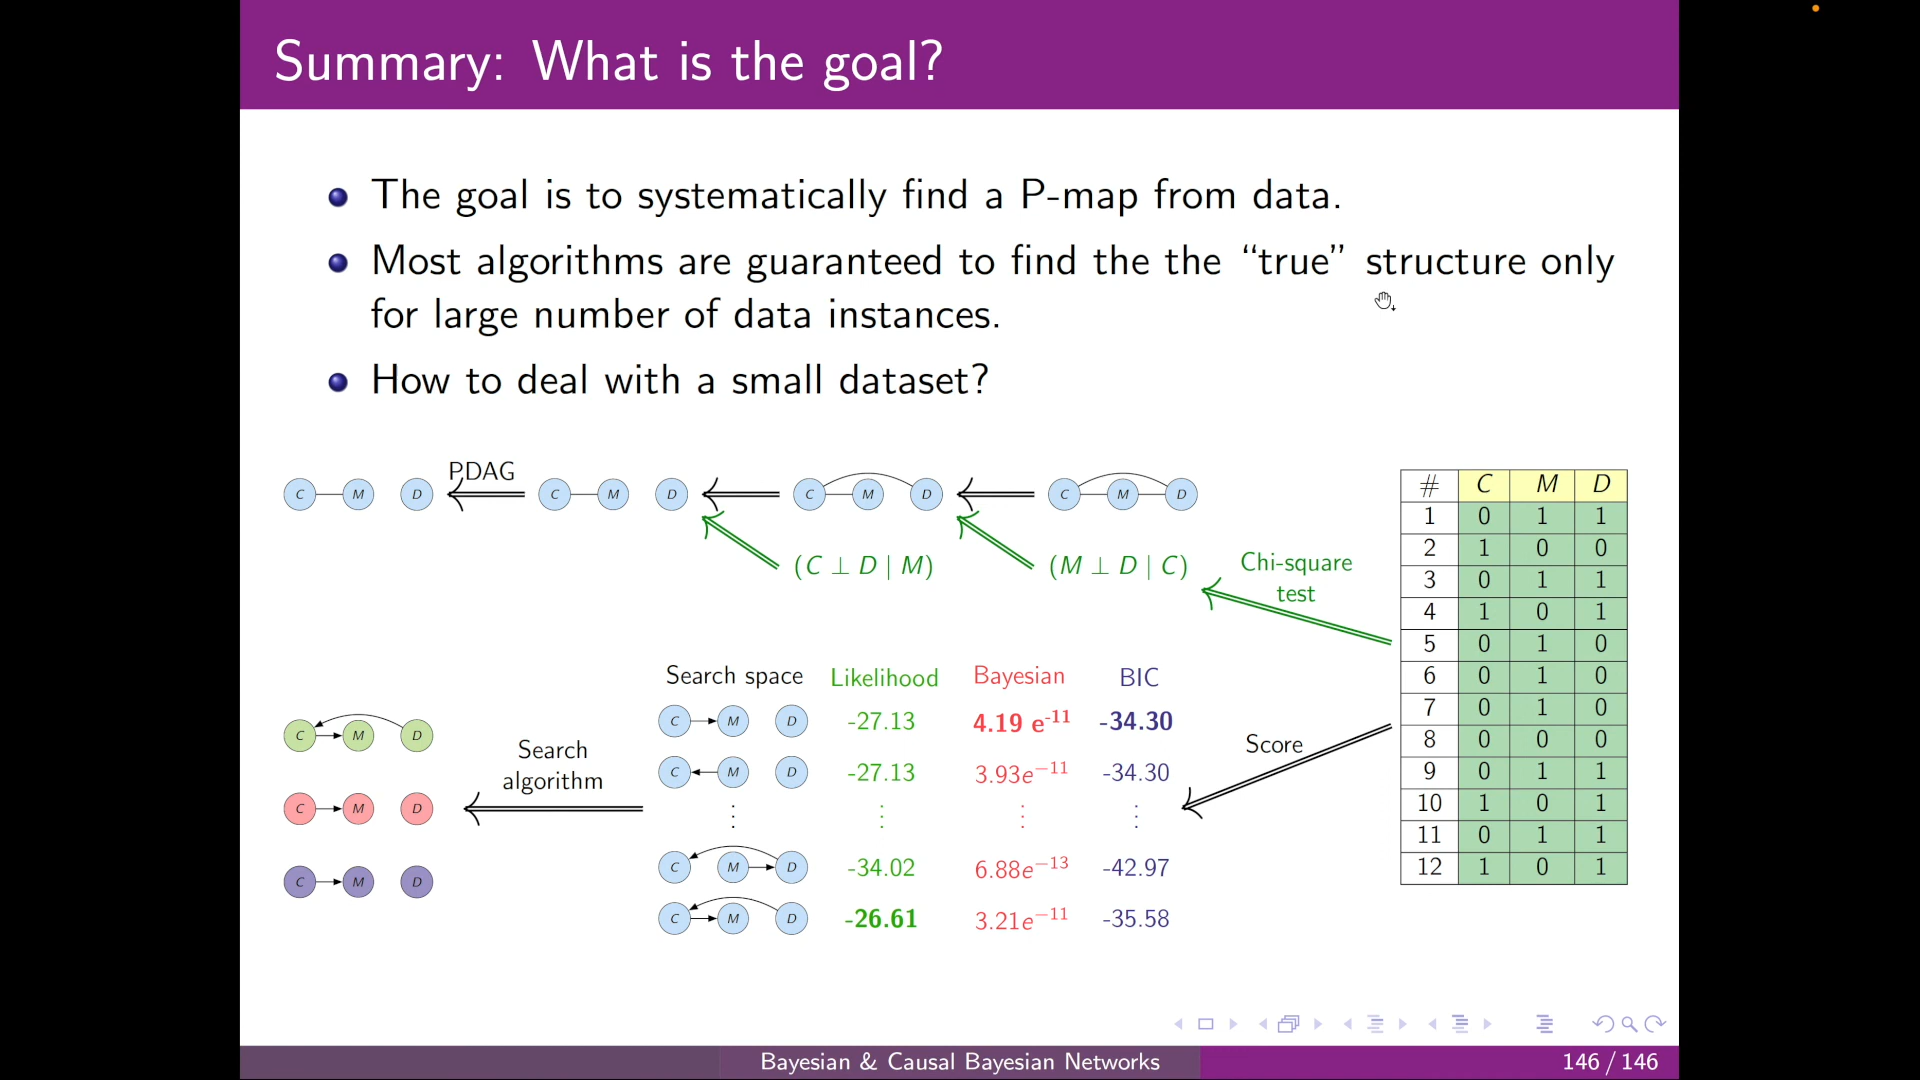 Summary: What is the goal?
The goal is to systematically find a P-map from data.
Most algorithms are guaranteed to find the the “true” structure only
for large number of data instances.
How to deal with a small dataset?
C M D PDAG C M D C M D C M D
(C ⊥ D | M) (M ⊥ D | C)
Chi-square
test
Search space Likelihood Bayesian BIC
C M D -27.13 4.19 e-11 -34.30
C M D -27.13 3.93e−11 -34.30
⋮ ⋮ ⋮ ⋮
C M D -34.02 6.88e−13 -42.97
C M D -26.61 3.21e−11 -35.58
Search
algorithm
C M D
C M D
C M D
Score
# C M D
1 0 1 1
2 1 0 0
3 0 1 1
4 1 0 1
5 0 1 0
6 0 1 0
7 0 1 0
8 0 0 0
9 0 1 1
10 1 0 1
11 0 1 1
12 1 0 1
Bayesian & Causal Bayesian Networks
146 / 146